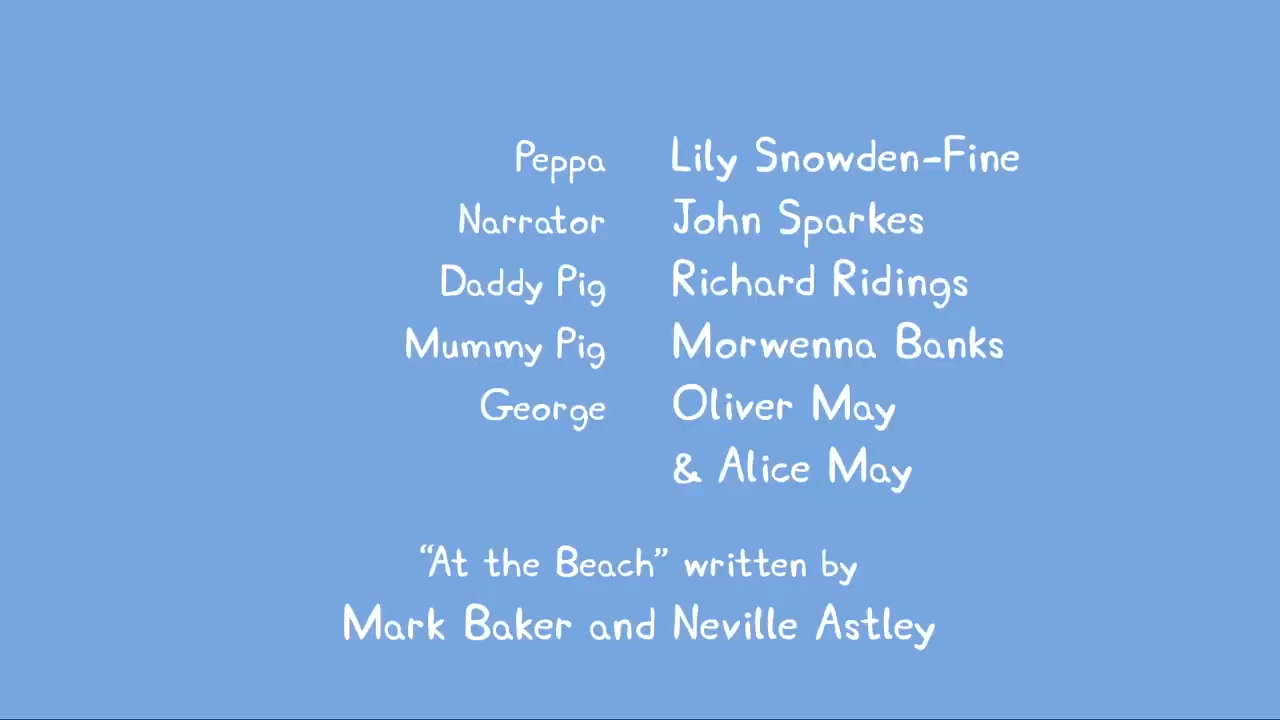 Peppa Lily Snowden-Fine
Narrator John Sparkes
Daddy Pig Richard Ridings
Mummy Pig Morwenna Banks
George Oliver May
& Alice May
“At the Beach” written by
Mark Baker and Neville Astley